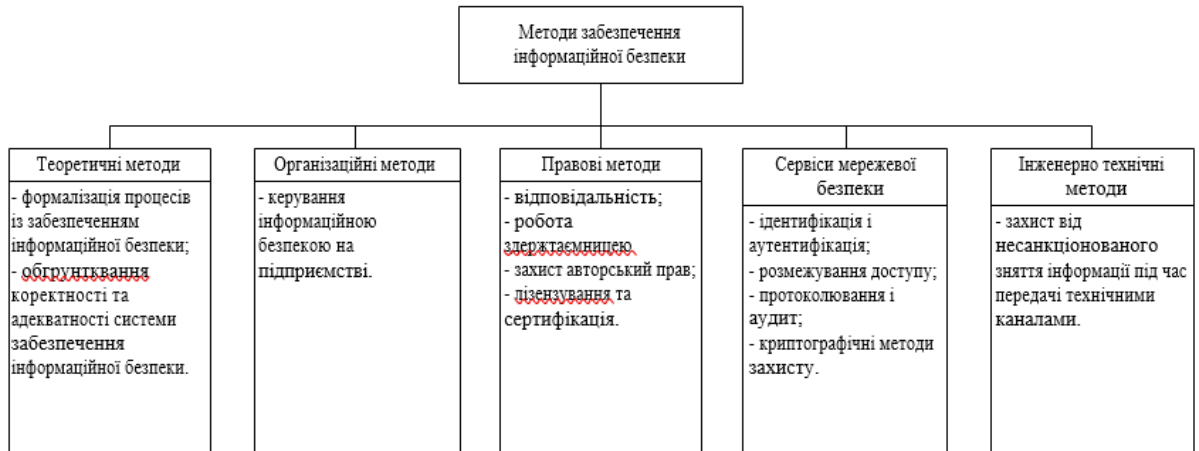 Методи забезпечення
інформаційної безпеки
Теоретичні методи
- формалізація процесів
із забезпеченням
інформаційної безпеки;
- обгрунтквання
коректності та
адекватності системи
забезпечення
інформаційної безпеки.
Організаційні методи
- керування
інформаційною
безпекою на
підприємстві.
Правові методи
- відповідальність;
- робота
здержтаємницею
- захист авторський прав;
- лізензування та
сертифікація.
Сервіси мережевої
безпеки
- ідентифікація і
аутентифікація;
- розмежування доступу;
- протоколювання і
аудит;
- криптографічні методи
захисту.
Інженерно технічні
методи
- захист від
несанкціонованого
зняття інформації під час
передачі технічними
каналами.